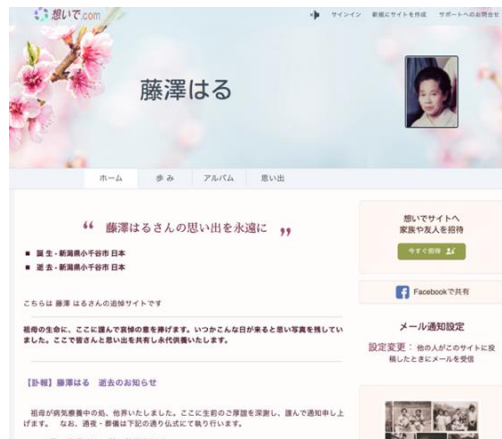 想いで.com
サインイン 新規にサイトを作成 サポートへのお問合せ
藤澤はる
ホーム 歩み アルバム 思い出
“ 藤澤はるさんの思い出を永遠に ”
■ 誕生 - 新潟県小千谷市 日本
■ 逝去 - 新潟県小千谷市 日本
こちらは 藤澤 はるさんの追悼サイトです
祖母の生命に、ここに謹んで哀悼の意を捧げます。いつかこんな日が来ると思い写真を残してい
ました。ここで皆さんと思い出を共有し永代供養いたします。
【訃報】藤澤はる 逝去のお知らせ
祖母が病気療養中の処、他界いたしました。ここに生前のご厚誼を深謝し、謹んで通知申し上
げます。 なお、通夜・葬儀は下記の通り仏式にて執り行います。
想いでサイトへ
家族や友人を招待
今すぐ招待
Facebookで共有
メール通知設定
設定変更： 他の人がこのサイトに投
稿したときにメールを受信